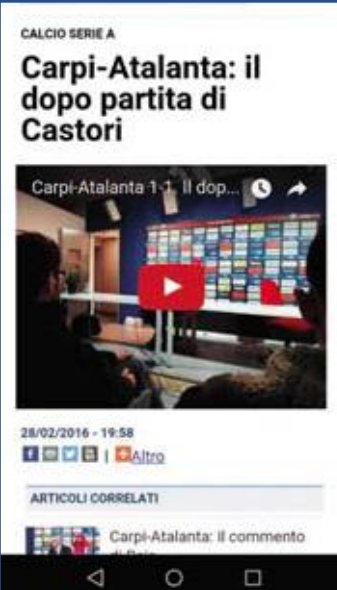 CALCIO SERIE A
Carpi-Atalanta: il
dopo partita di
Castori
Carpi-Atalanta 1-1 Il dop...
28/02/2016 - 19:58
| Altro
ARTICOLI CORRELATI
Carpi-Atalanta: il commento
di